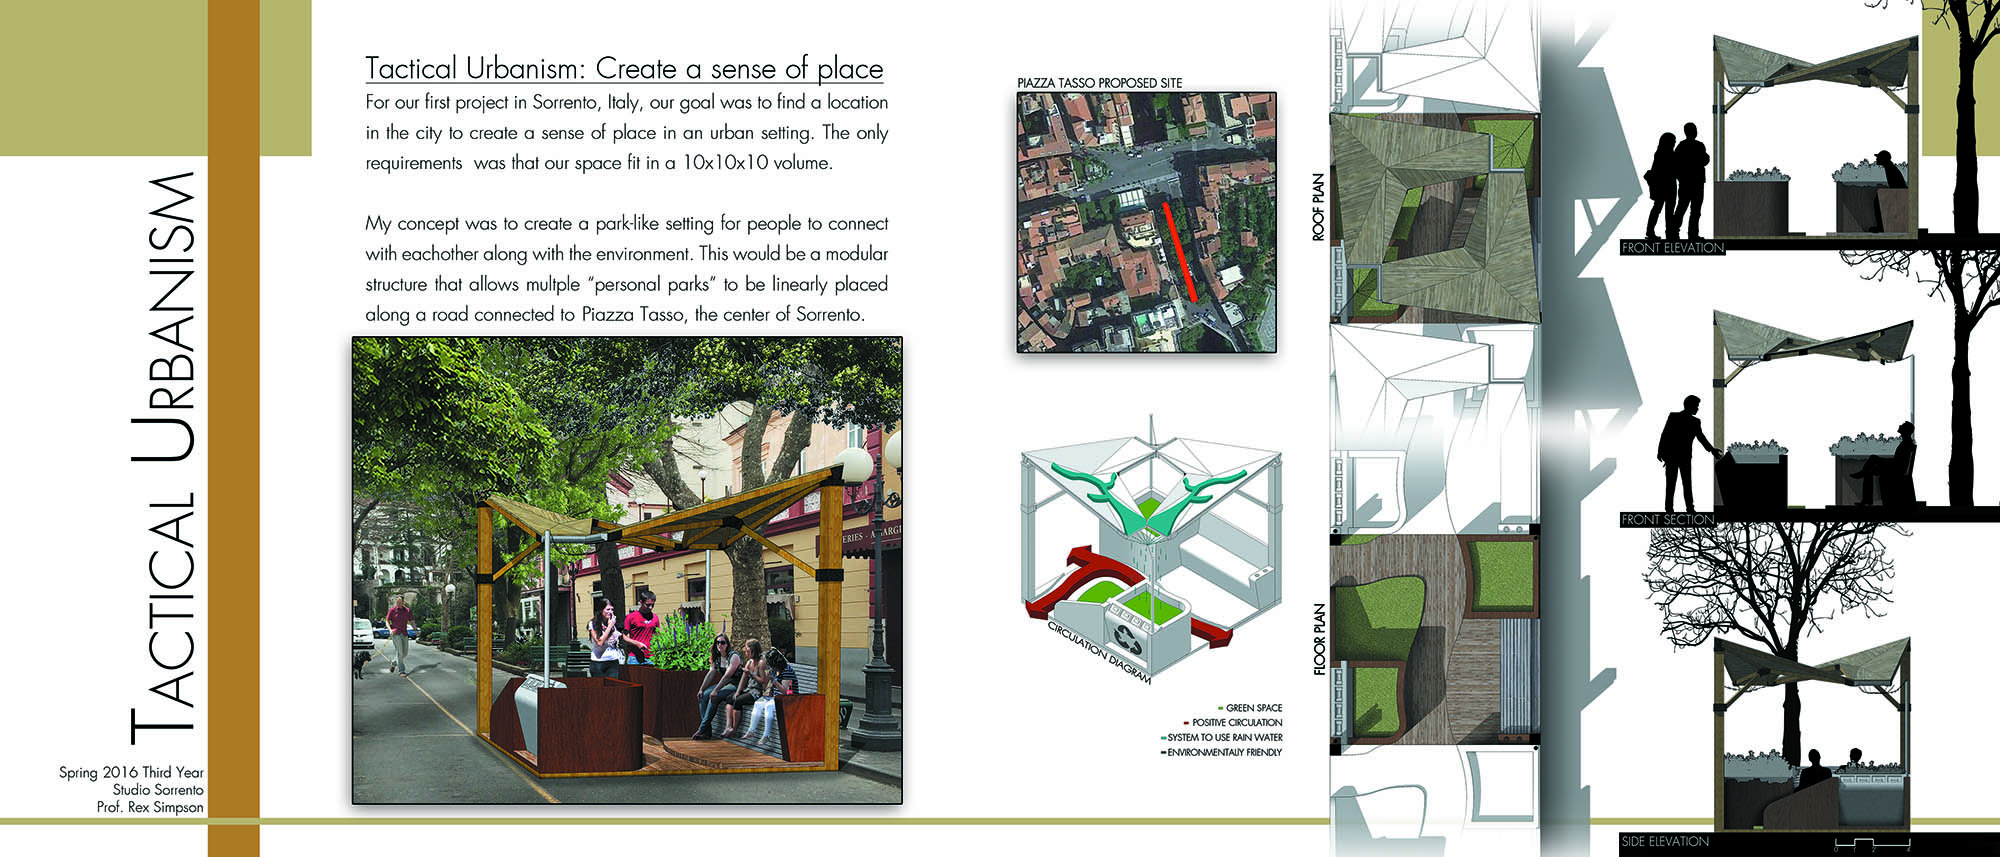 TACTICAL URBANISM
Spring 2016 Third Year
Studio Sorrento
Prof. Rex Simpson
Tactical Urbanism: Create a sense of place
For our first project in Sorrento, Italy, our goal was to find a location
in the city to create a sense of place in an urban setting. The only
requirements was that our space fit in a 10x10x10 volume.
My concept was to create a park-like setting for people to connect
with eachother along with the environment. This would be a modular
structure that allows multple “personal parks” to be linearly placed
along a road connected to Piazza Tasso, the center of Sorrento.
PIAZZA TASSO PROPOSED SITE
CIRCULATION DIAGRAM
GREEN SPACE
POSITIVE CIRCULATION
SYSTEM TO USE RAIN WATER
ENVIRONMENTALLY FRIENDLY
ROOF PLAN
FLOOR PLAN
FRONT ELEVATION
FRONT SECTION
SIDE ELEVATION